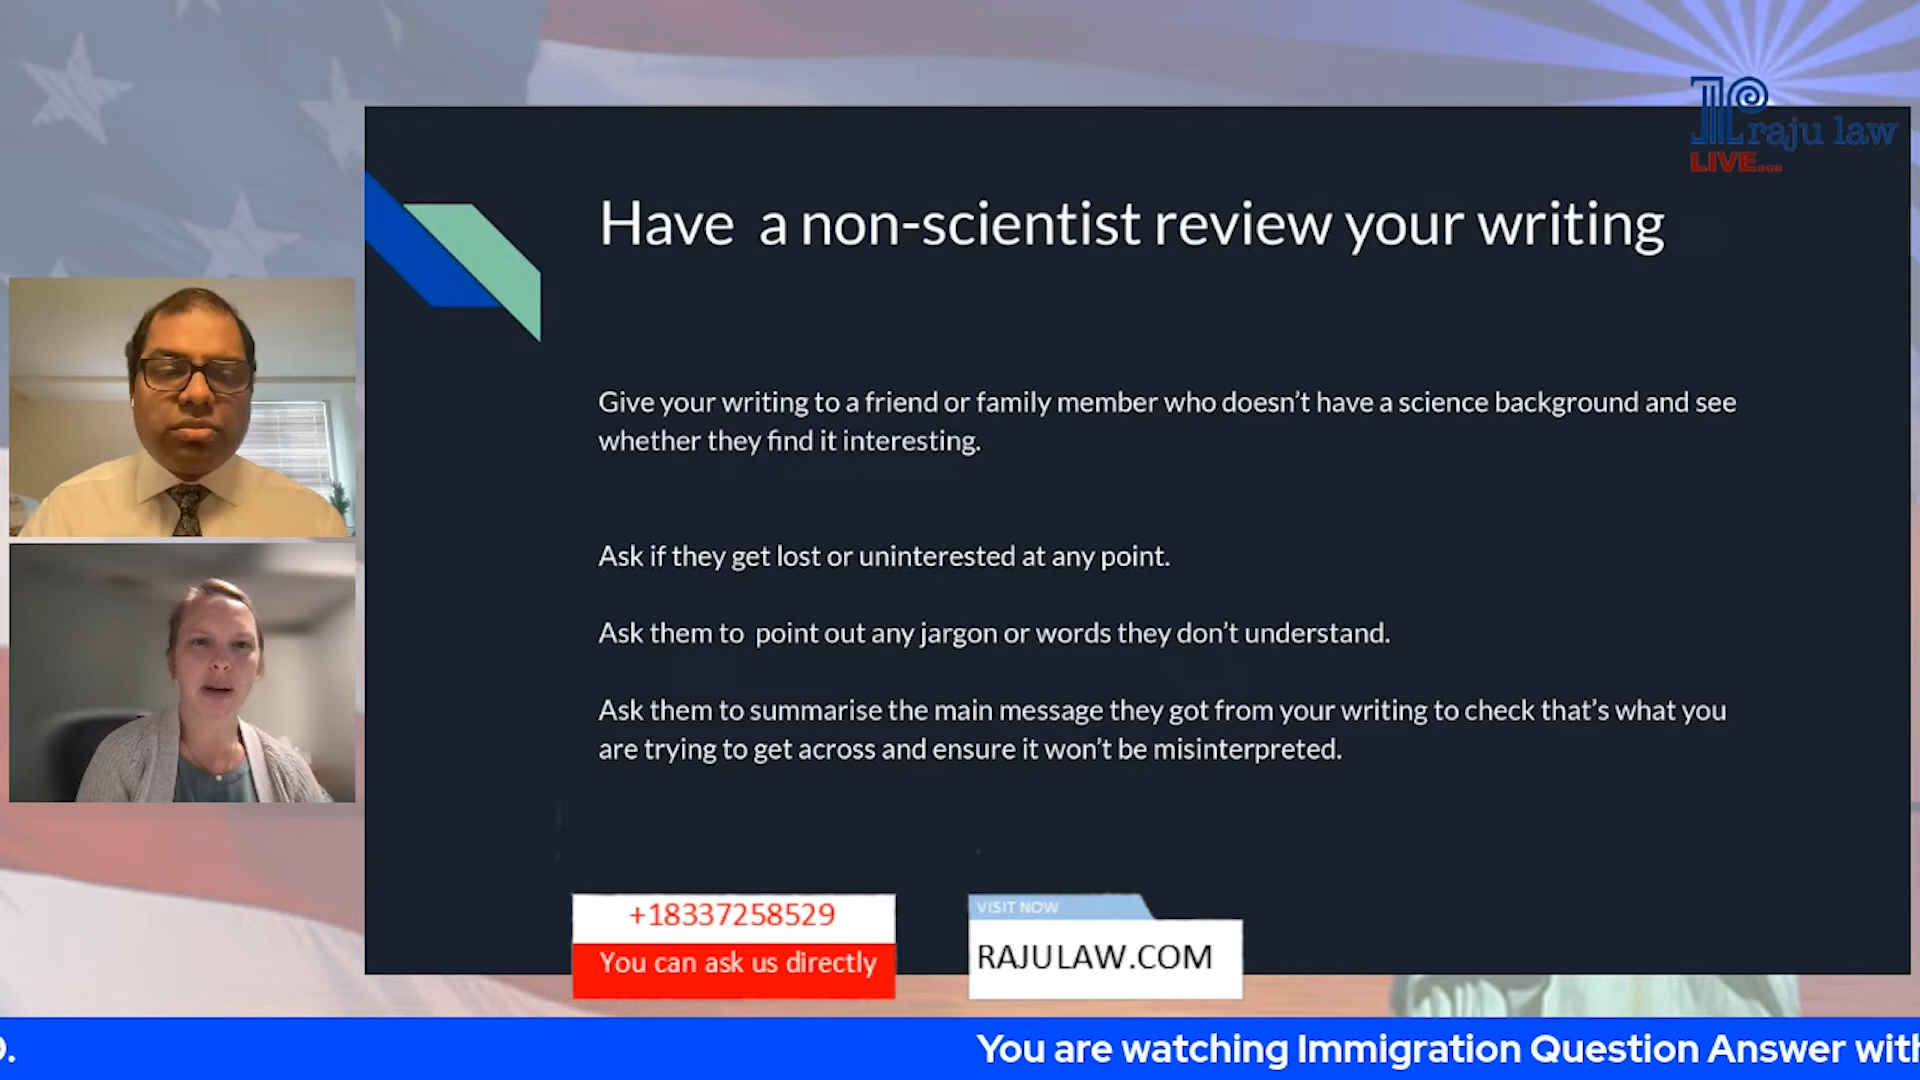 raju law
LIVE...
Have a non-scientist review your writing
Give your writing to a friend or family member who doesn't have a science background and see
whether they find it interesting.
Ask if they get lost or uninterested at any point.
Ask them to point out any jargon or words they don't understand.
Ask them to summarise the main message they got from your writing to check that's what you
are trying to get across and ensure it won't be misinterpreted.
+18337258529
You can ask us directly
VISIT NOW
RAJULAW.COM
You are watching Immigration Question Answer with